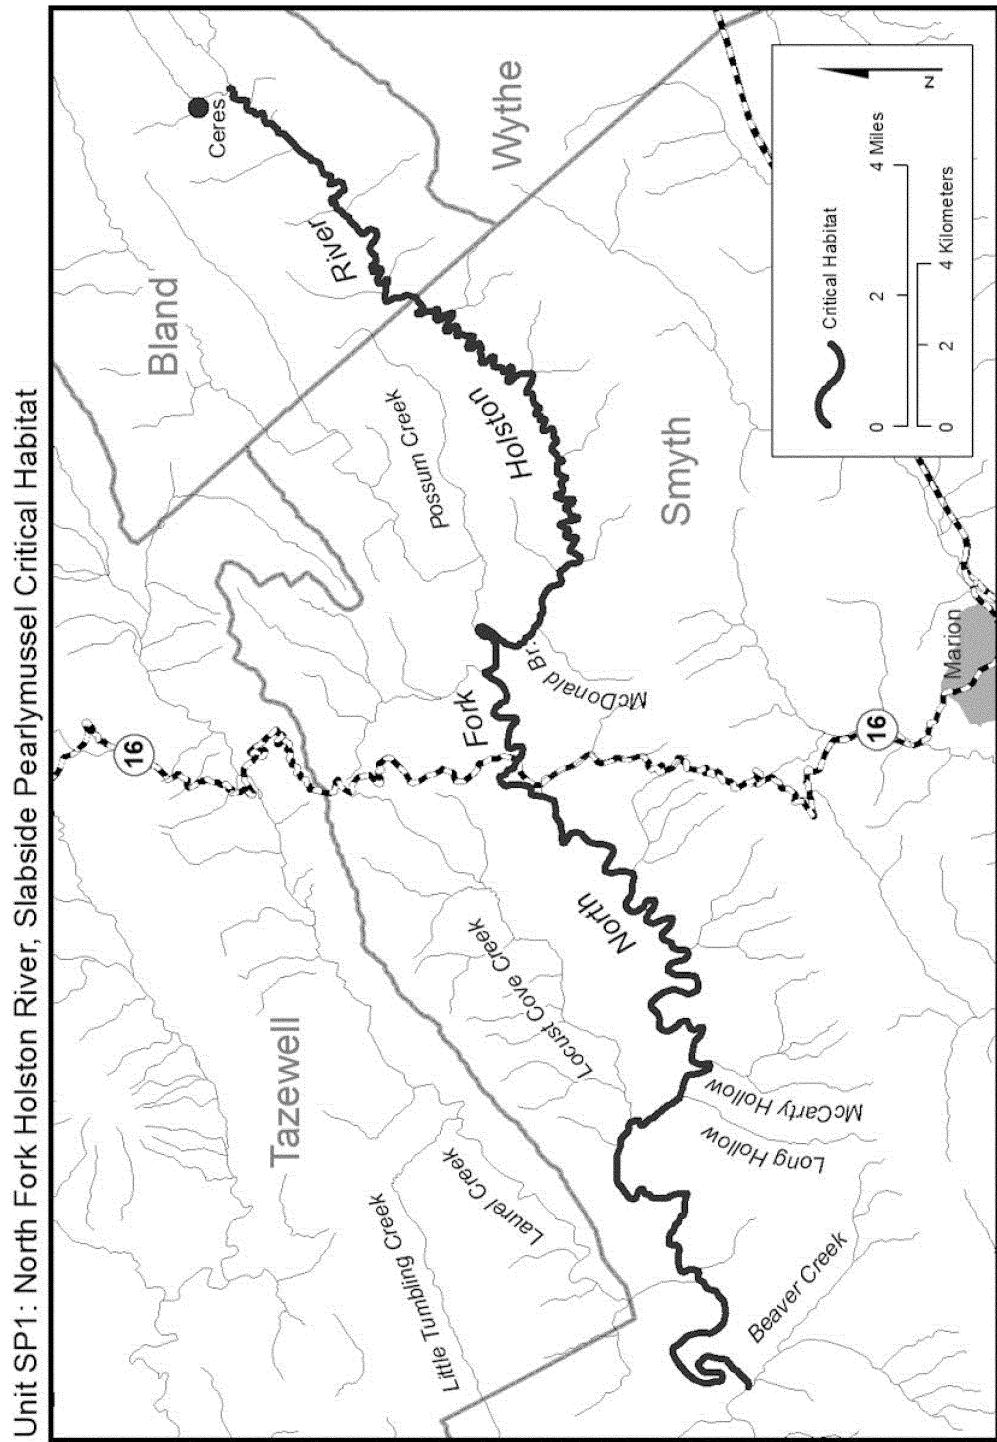 Unit SP1: North Fork Holston River, Slabside Pearlymussel Critical Habitat
Tazewell
Bland
Wythe
Smyth
Ceres
Marion
16
16
Little Tumbling Creek
Laurel Creek
Locust Cove Creek
Possum Creek
North
Fork
Holston
River
McDonald Br.
McCarty Hollow
Long Hollow
Beaver Creek
Critical Habitat
0 2 4 Miles
0 2 4 Kilometers
N